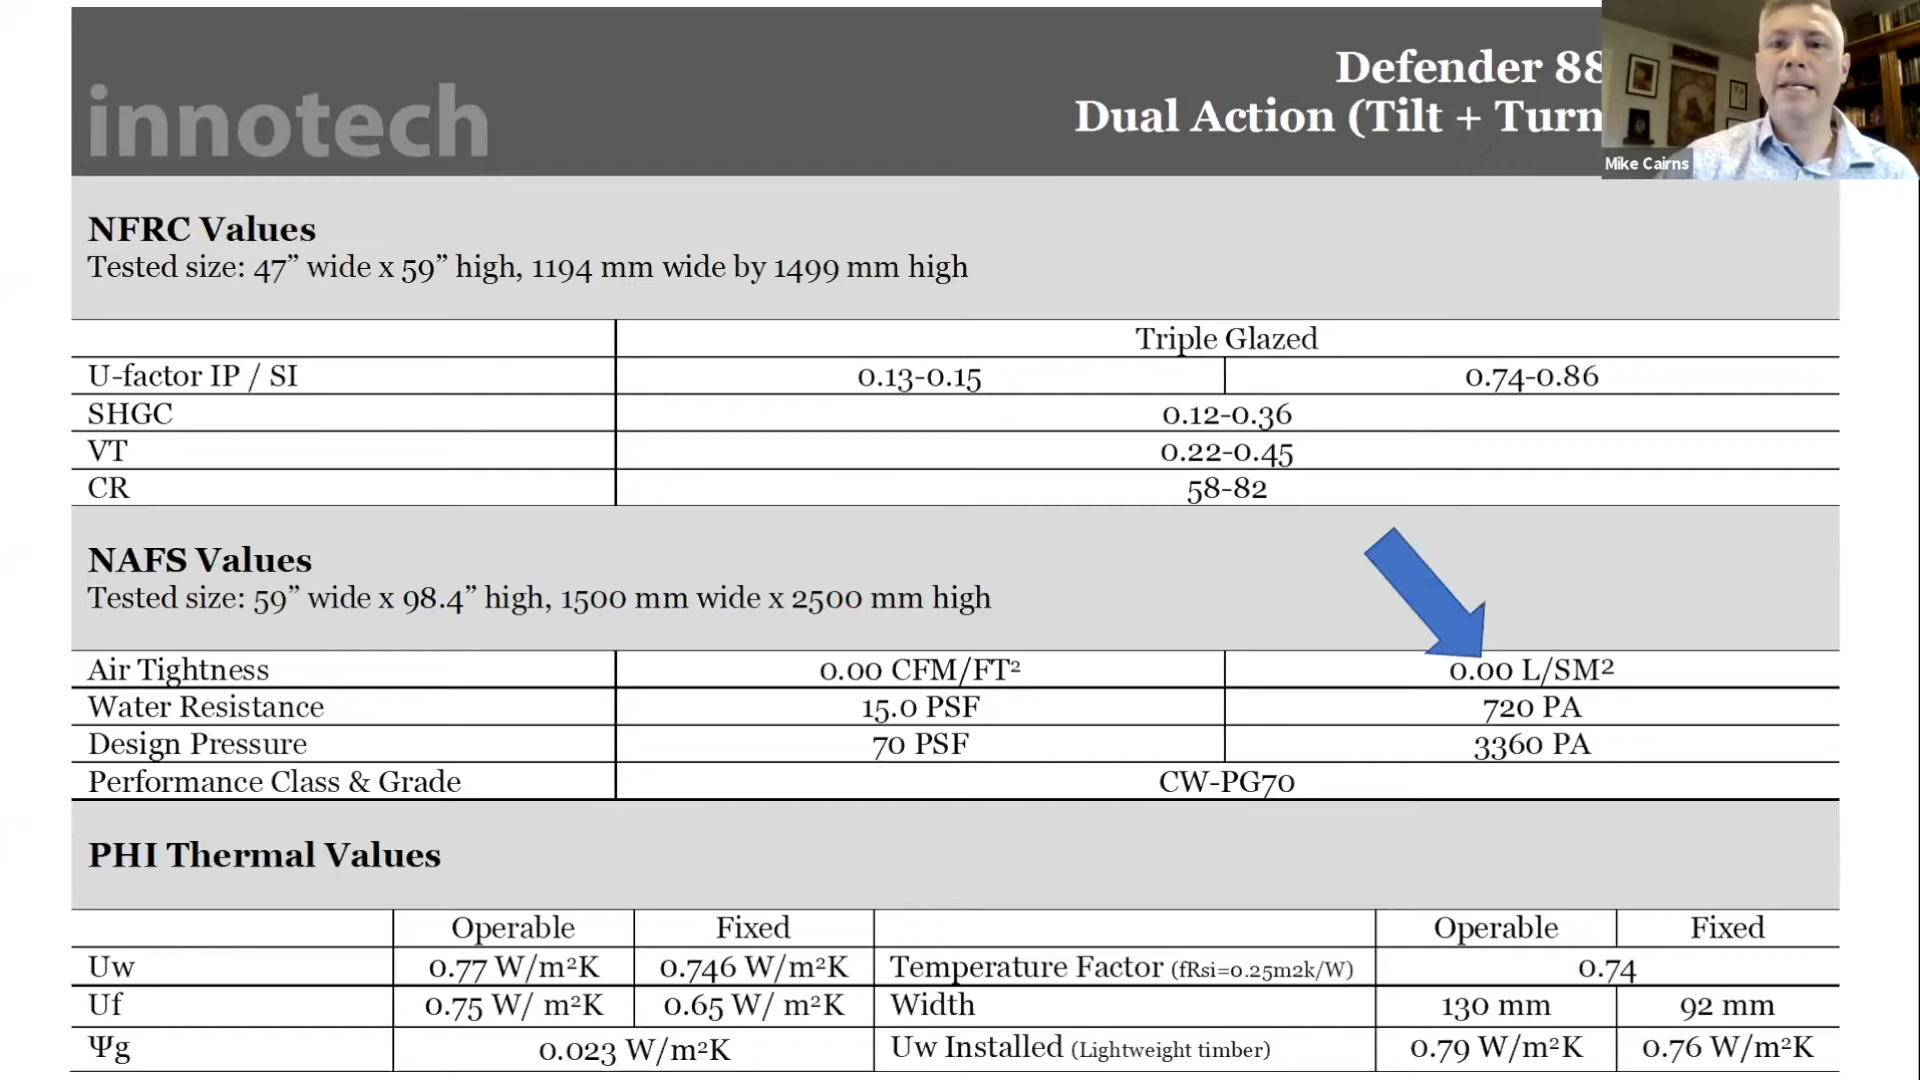 innotech
Defender 88
Dual Action (Tilt + Turn
Mike Cairns
NFRC Values
Tested size: 47” wide x 59” high, 1194 mm wide by 1499 mm high
Triple Glazed
U-factor IP / SI 0.13-0.15 0.74-0.86
SHGC 0.12-0.36
VT 0.22-0.45
CR 58-82
NAFS Values
Tested size: 59” wide x 98.4” high, 1500 mm wide x 2500 mm high
Air Tightness 0.00 CFM/FT² 0.00 L/SM²
Water Resistance 15.0 PSF 720 PA
Design Pressure 70 PSF 3360 PA
Performance Class & Grade CW-PG70
PHI Thermal Values
Operable Fixed Operable Fixed
Uw 0.77 W/m²K 0.746 W/m²K Temperature Factor (fRsi=0.25m2k/W) 0.74
Uf 0.75 W/ m²K 0.65 W/ m²K Width 130 mm 92 mm
Ψg 0.023 W/m²K Uw Installed (Lightweight timber) 0.79 W/m²K 0.76 W/m²K